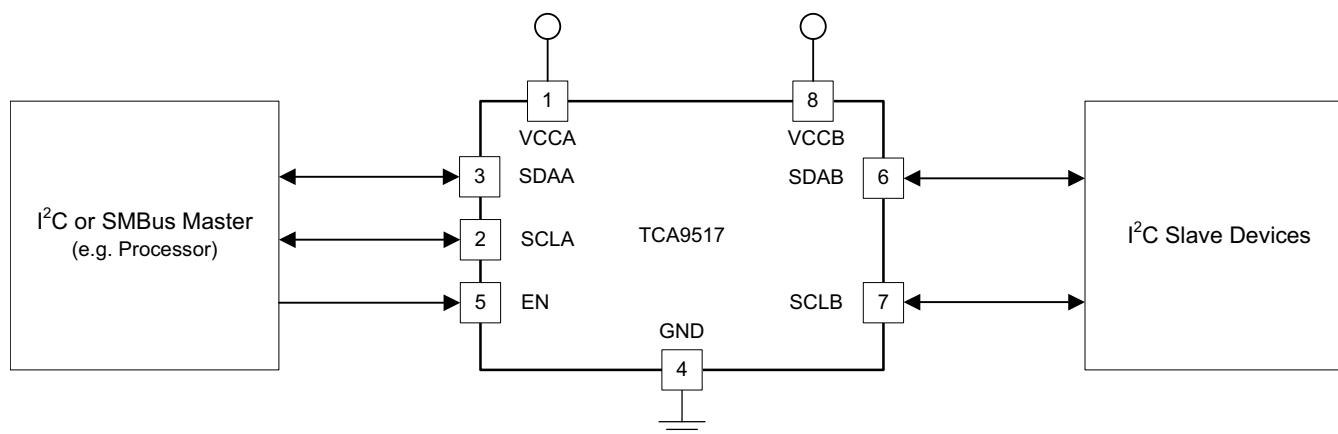 1
8
VCCA
VCCB
3 SDAA
SDAB 6
I²C or SMBus Master
(e.g. Processor)
2 SCLA
TCA9517
I²C Slave Devices
5 EN
SCLB 7
GND
4